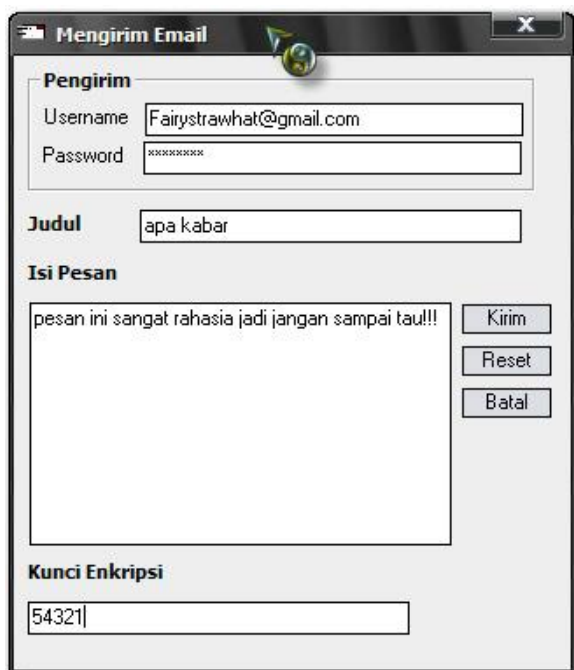 Mengirim Email
Pengirim
Username Fairystrawhat@gmail.com
Password ××××××××
Judul apa kabar
Isi Pesan
pesan ini sangat rahasia jadi jangan sampai tau!!! Kirim
Reset
Batal
Kunci Enkripsi
54321